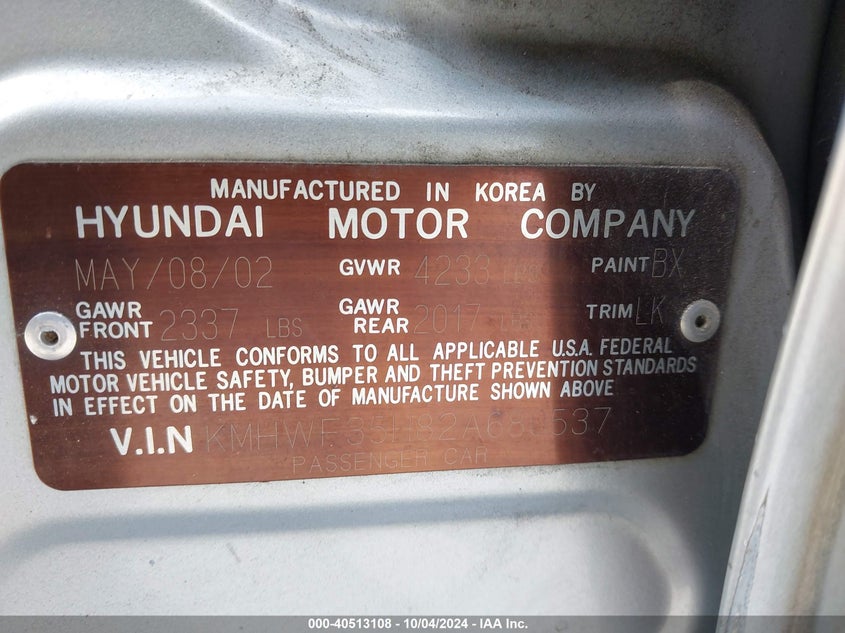 MANUFACTURED IN KOREA BY
HYUNDAI MOTOR COMPANY
MAY/08/02 GVWR 4233 LBS PAINT BX
GAWR FRONT 2337 LBS GAWR REAR 2017 LBS TRIM LK
THIS VEHICLE CONFORMS TO ALL APPLICABLE U.S.A. FEDERAL
MOTOR VEHICLE SAFETY, BUMPER AND THEFT PREVENTION STANDARDS
IN EFFECT ON THE DATE OF MANUFACTURE SHOWN ABOVE
V.I.N
PASSENGER CAR
000-40513108 - 10/04/2024 - IAA Inc.